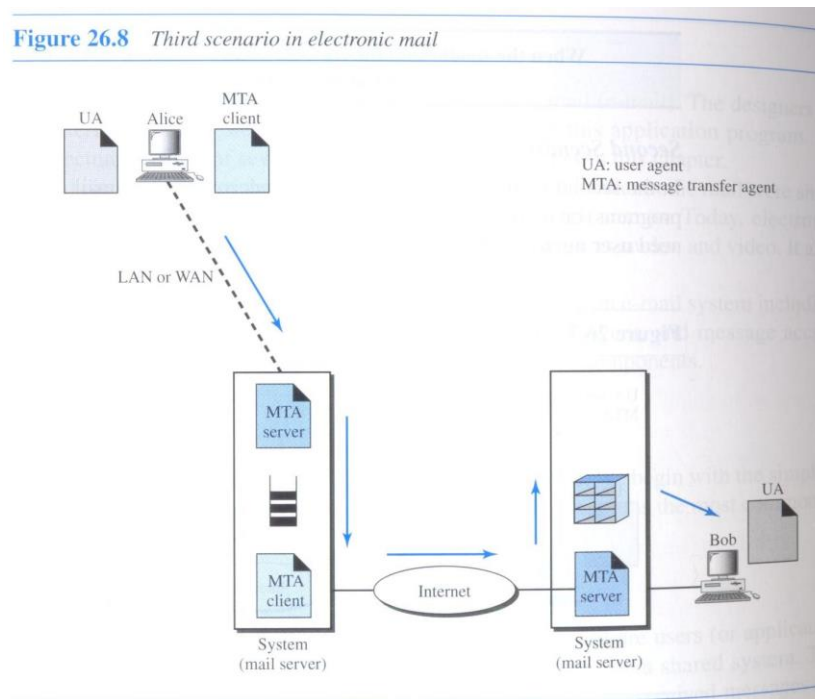 Figure 26.8 Third scenario in electronic mail
UA
Alice
MTA
client
UA: user agent
MTA: message transfer agent
LAN or WAN
MTA
server
MTA
client
Internet
MTA
server
UA
Bob
System
(mail server)
System
(mail server)